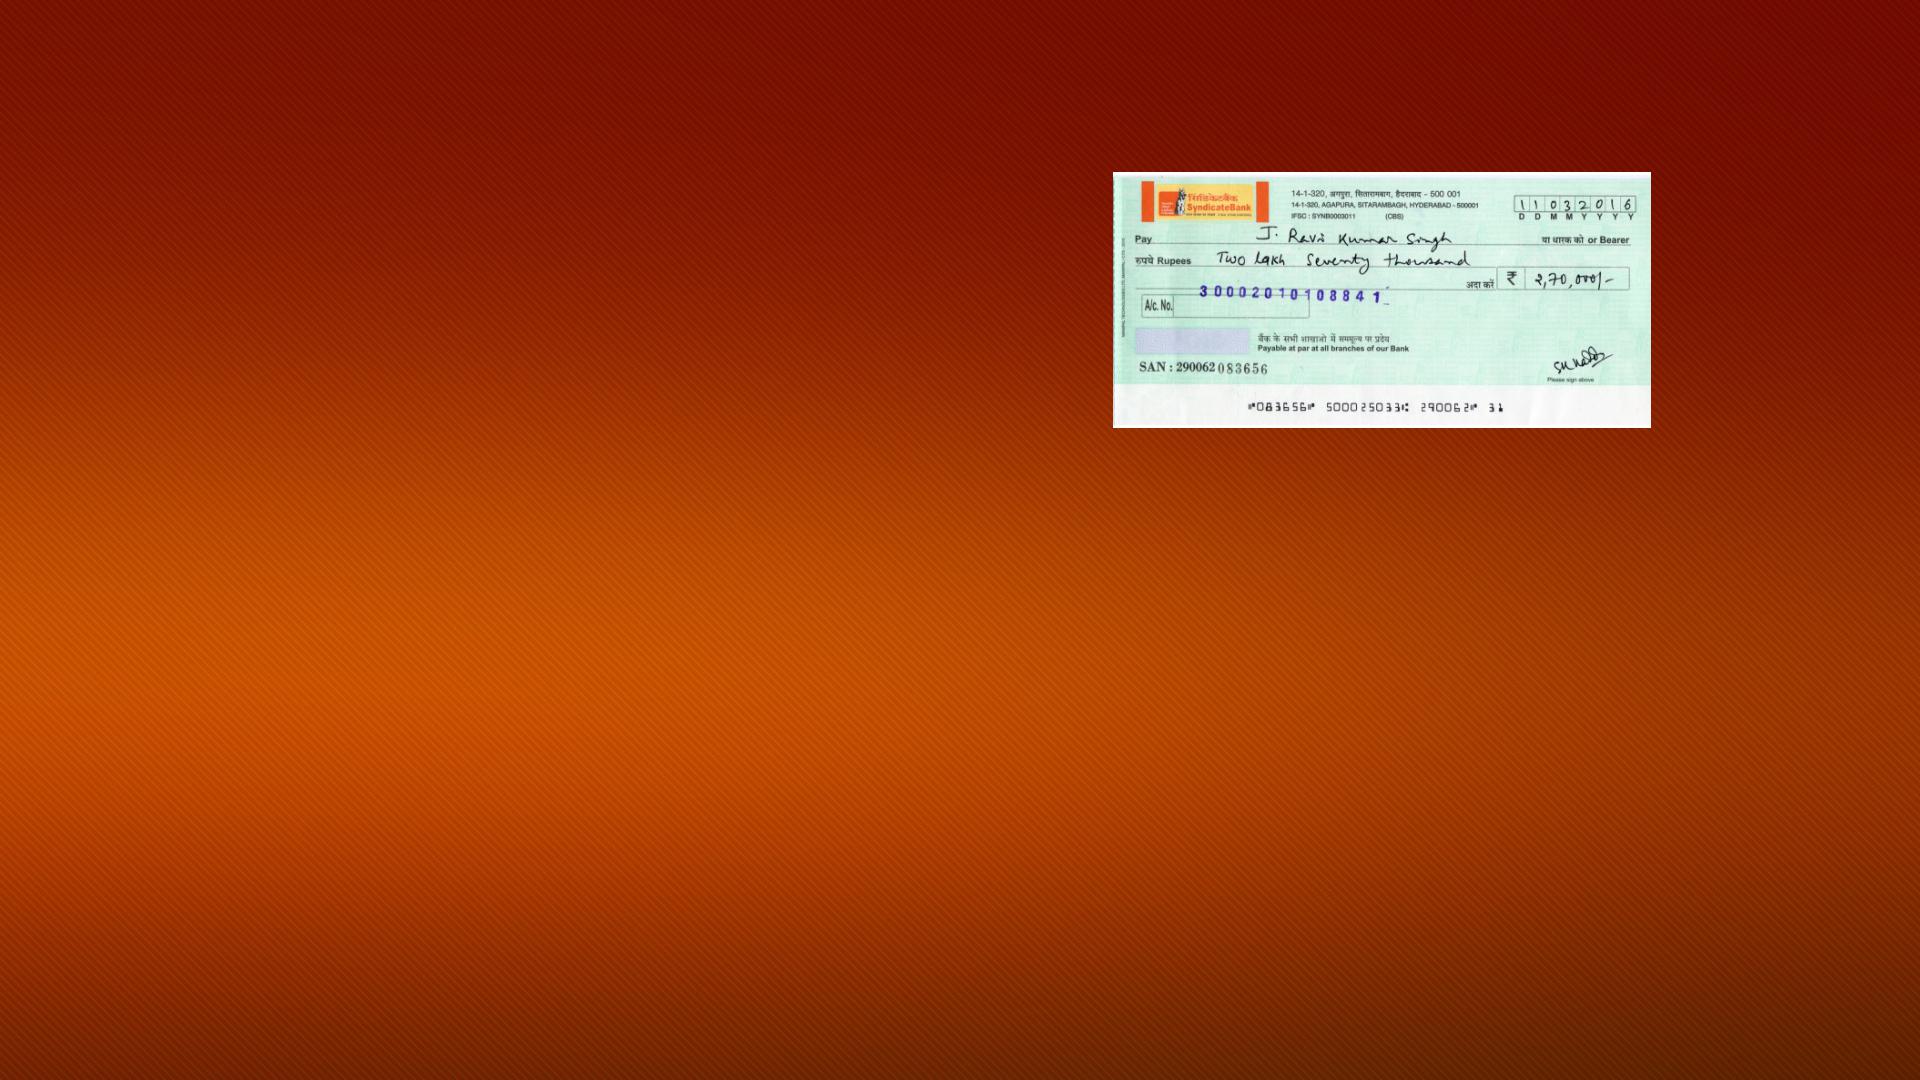 सिंडिकेटबैंक
SyndicateBank
14-1-320, अगपुरा, सितारामबाग, हैदराबाद - 500 001
14-1-320, AGAPURA, SITARAMBAGH, HYDERABAD - 500001
IFSC : SYNB0003011 (CBS)
1 1 0 3 2 0 1 6
D D M M Y Y Y Y
Pay J. Ravi Kumar Singh या धारक को or Bearer
रुपये Rupees Two lakh Seventy thousand
अदा करें ₹ 2,70,000/-
30002010108841
A/c. No.
बैंक के सभी शाखाओ में सममूल्य पर प्रदेय
Payable at par at all branches of our Bank
SAN : 290062 083656
Please sign above
⑈083656⑈ 500025033⑆ 290062⑈ 31